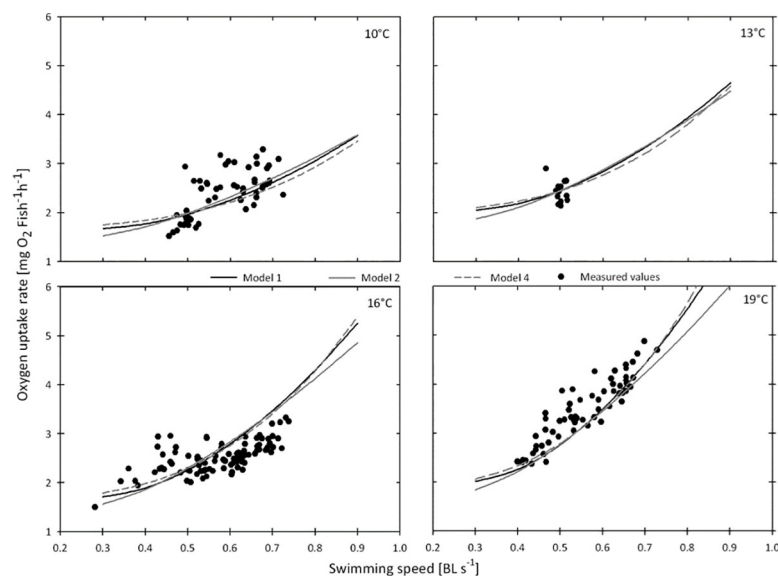 6
5
4
3
2
1
10°C
13°C
Model 1
Model 2
Model 4
Measured values
Oxygen uptake rate [mg O₂ Fish⁻¹h⁻¹]
6
5
4
3
2
1
16°C
19°C
0.2 0.3 0.4 0.5 0.6 0.7 0.8 0.9 1.0
0.2 0.3 0.4 0.5 0.6 0.7 0.8 0.9 1.0
Swimming speed [BL s⁻¹]